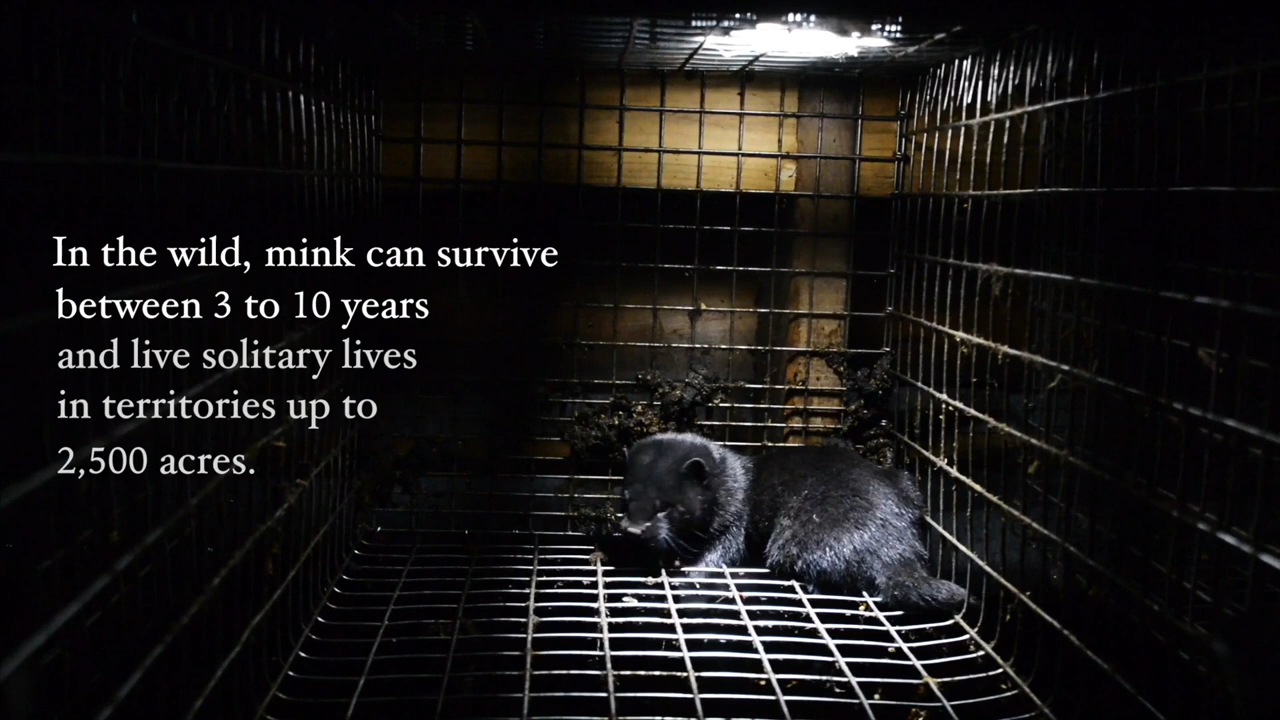 In the wild, mink can survive
between 3 to 10 years
and live solitary lives
in territories up to
2,500 acres.